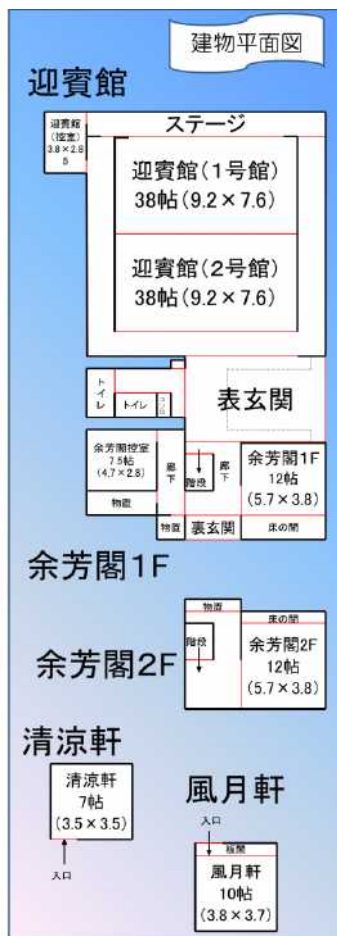 建物平面図
迎賓館
迎賓館
(控室)
3.8×2.8
5
ステージ
迎賓館(1号館)
38帖(9.2×7.6)
迎賓館(2号館)
38帖(9.2×7.6)
トイレ
トイレ
表玄関
余芳閣控室
7.5帖
(4.7×2.8)
廊下
階段
廊下
余芳閣1F
12帖
(5.7×3.8)
物置
物置
裏玄関
床の間
余芳閣1F
物置
床の間
余芳閣2F
階段
余芳閣2F
12帖
(5.7×3.8)
清涼軒
清涼軒
7帖
(3.5×3.5)
入口
風月軒
入口
板間
風月軒
10帖
(3.8×3.7)